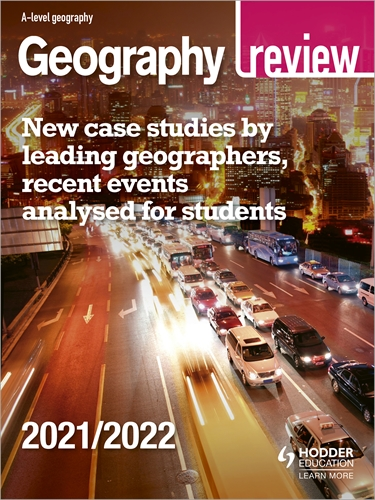 A-level geography
Geography review
New case studies by
leading geographers,
recent events
analysed for students
2021/2022
HODDER
EDUCATION
LEARN MORE